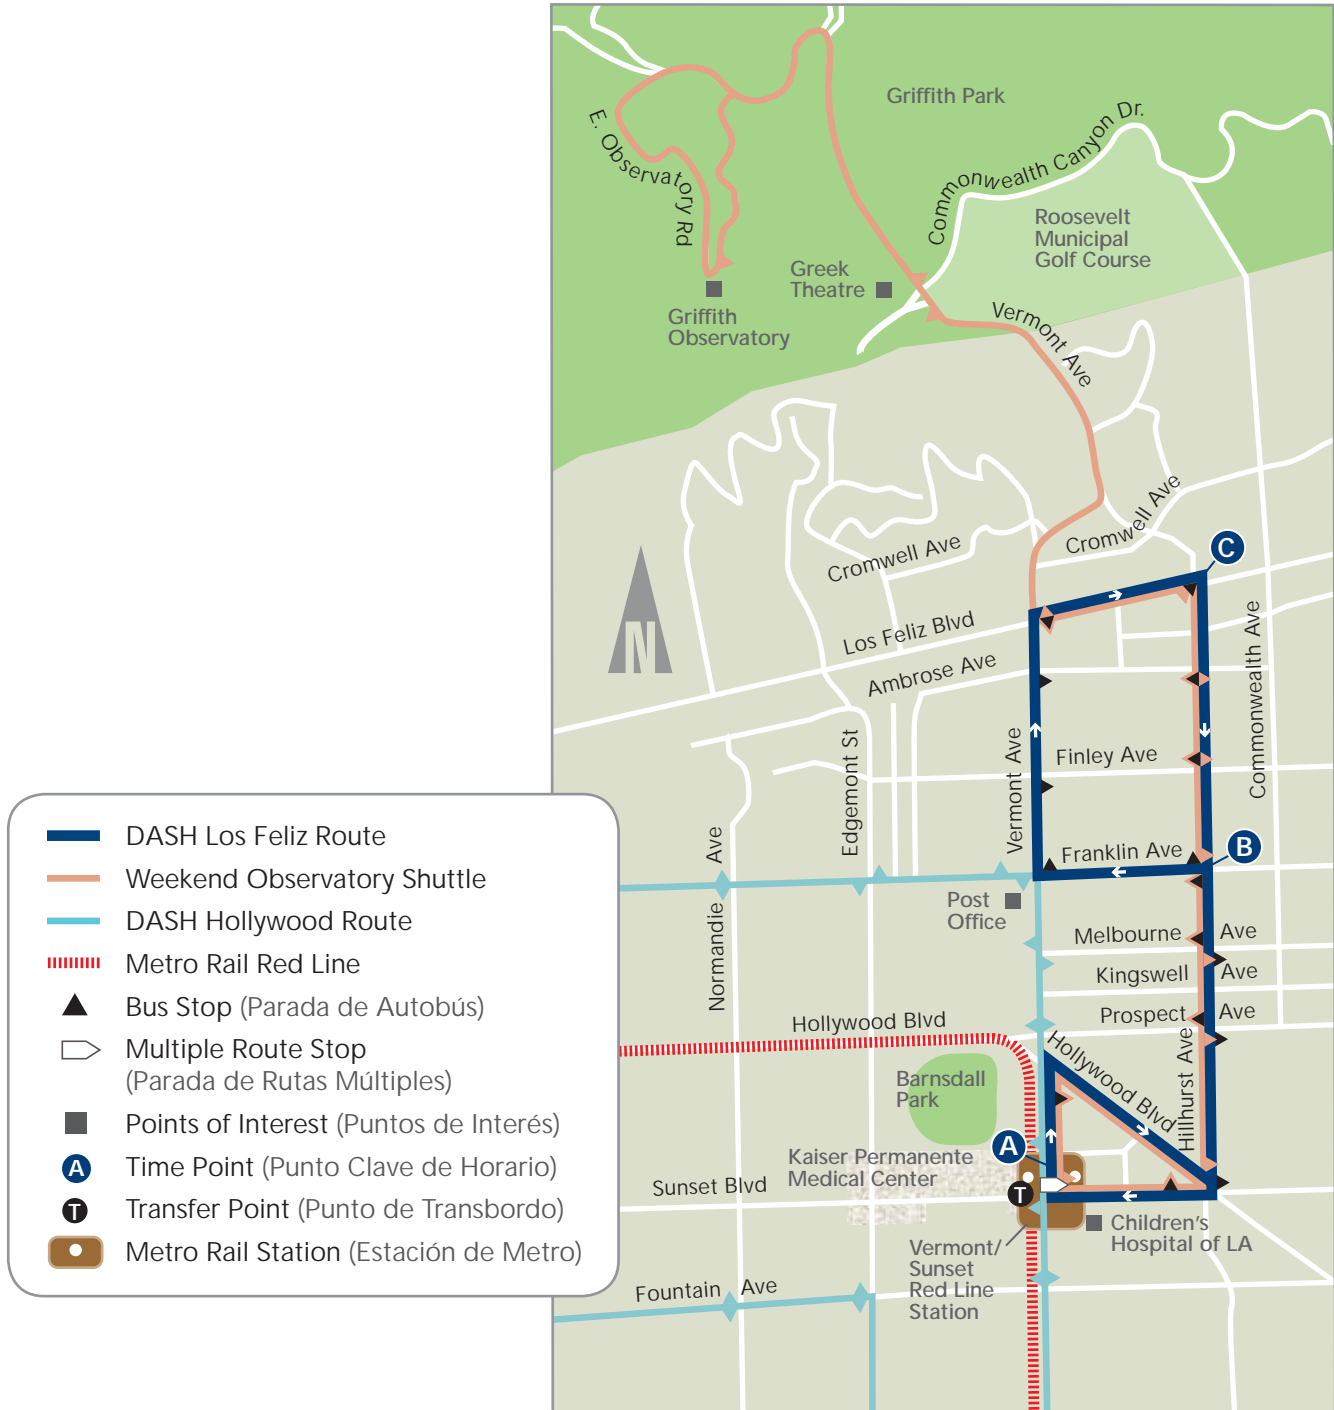 Griffith Park
Commonwealth Canyon Dr.
E. Observatory Rd
Roosevelt
Municipal
Golf Course
Greek
Theatre
Griffith
Observatory
Vermont Ave
Cromwell Ave
Cromwell Ave
C
N
Los Feliz Blvd
Ambrose Ave
Commonwealth Ave
Edgemont St
Vermont Ave
Finley Ave
Franklin Ave
B
Normandie Ave
Post
Office
Melbourne Ave
Kingswell Ave
Prospect Ave
Hollywood Blvd
Hollywood Blvd
Hillhurst Ave
Barnsdall
Park
A
Kaiser Permanente
Medical Center
Sunset Blvd
T
Children's
Hospital of LA
Vermont/
Sunset
Red Line
Station
Fountain Ave
DASH Los Feliz Route
Weekend Observatory Shuttle
DASH Hollywood Route
Metro Rail Red Line
Bus Stop (Parada de Autobús)
Multiple Route Stop
(Parada de Rutas Múltiples)
Points of Interest (Puntos de Interés)
A Time Point (Punto Clave de Horario)
T Transfer Point (Punto de Transbordo)
Metro Rail Station (Estación de Metro)